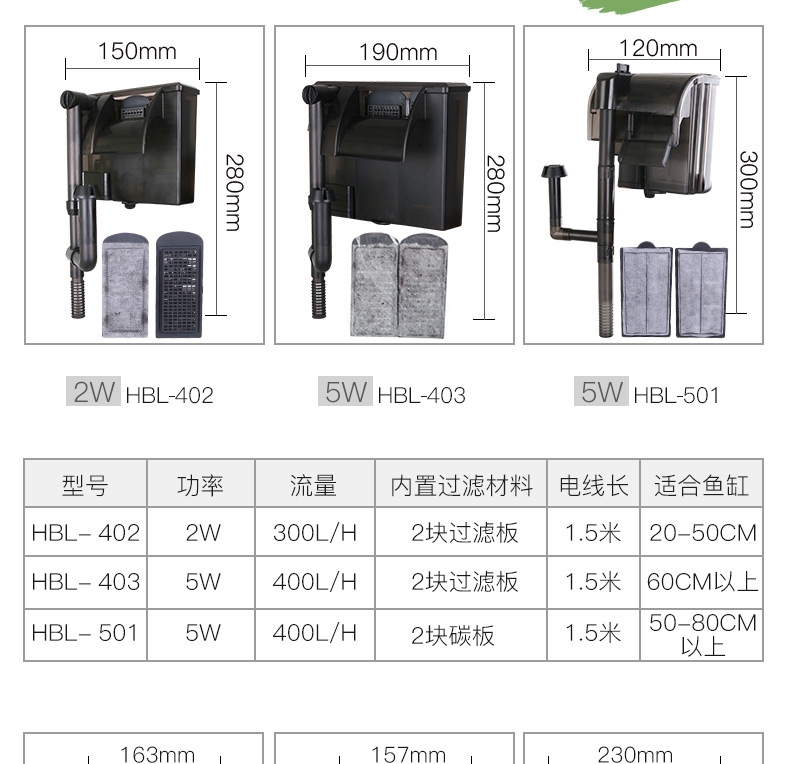 150mm
190mm
120mm
280mm
280mm
300mm
2W HBL-402
5W HBL-403
5W HBL-501
型号 功率 流量 内置过滤材料 电线长 适合鱼缸
HBL- 402 2W 300L/H 2块过滤板 1.5米 20-50CM
HBL- 403 5W 400L/H 2块过滤板 1.5米 60CM以上
HBL- 501 5W 400L/H 2块碳板 1.5米 50-80CM
以上
163mm
157mm
230mm